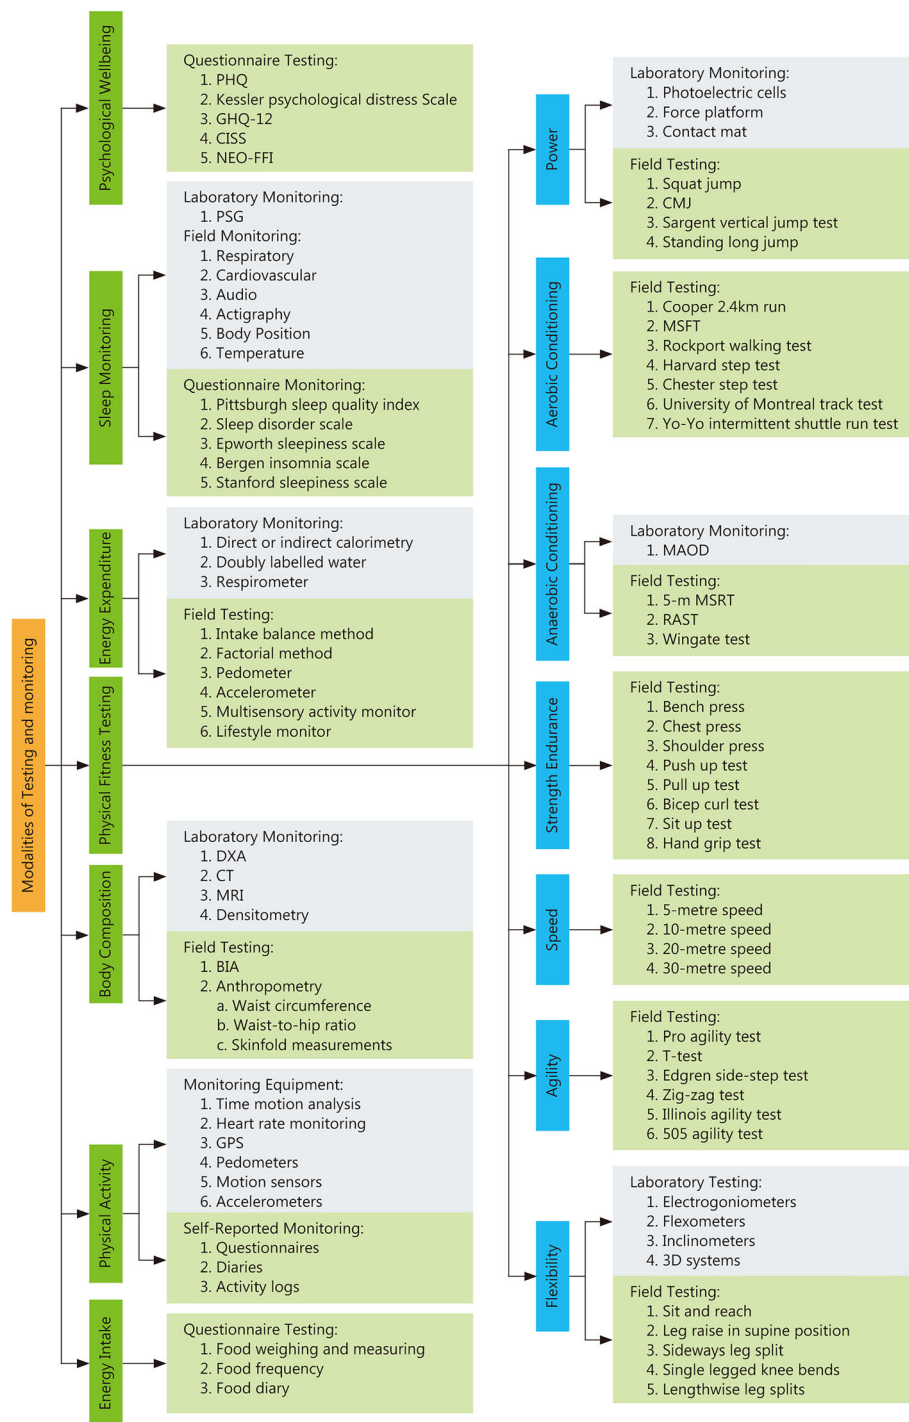 Modalities of Testing and monitoring
Psychological Wellbeing
Questionnaire Testing:
1. PHQ
2. Kessler psychological distress Scale
3. GHQ-12
4. CISS
5. NEO-FFI
Sleep Monitoring
Laboratory Monitoring:
1. PSG
Field Monitoring:
1. Respiratory
2. Cardiovascular
3. Audio
4. Actigraphy
5. Body Position
6. Temperature
Questionnaire Monitoring:
1. Pittsburgh sleep quality index
2. Sleep disorder scale
3. Epworth sleepiness scale
4. Bergen insomnia scale
5. Stanford sleepiness scale
Energy Expenditure
Laboratory Monitoring:
1. Direct or indirect calorimetry
2. Doubly labelled water
3. Respirometer
Field Testing:
1. Intake balance method
2. Factorial method
3. Pedometer
4. Accelerometer
5. Multisensory activity monitor
6. Lifestyle monitor
Physical Fitness Testing
Body Composition
Laboratory Monitoring:
1. DXA
2. CT
3. MRI
4. Densitometry
Field Testing:
1. BIA
2. Anthropometry
a. Waist circumference
b. Waist-to-hip ratio
c. Skinfold measurements
Physical Activity
Monitoring Equipment:
1. Time motion analysis
2. Heart rate monitoring
3. GPS
4. Pedometers
5. Motion sensors
6. Accelerometers
Self-Reported Monitoring:
1. Questionnaires
2. Diaries
3. Activity logs
Energy Intake
Questionnaire Testing:
1. Food weighing and measuring
2. Food frequency
3. Food diary
Power
Laboratory Monitoring:
1. Photoelectric cells
2. Force platform
3. Contact mat
Field Testing:
1. Squat jump
2. CMJ
3. Sargent vertical jump test
4. Standing long jump
Aerobic Conditioning
Field Testing:
1. Cooper 2.4km run
2. MSFT
3. Rockport walking test
4. Harvard step test
5. Chester step test
6. University of Montreal track test
7. Yo-Yo intermittent shuttle run test
Anaerobic Conditioning
Laboratory Monitoring:
1. MAOD
Field Testing:
1. 5-m MSRT
2. RAST
3. Wingate test
Strength Endurance
Field Testing:
1. Bench press
2. Chest press
3. Shoulder press
4. Push up test
5. Pull up test
6. Bicep curl test
7. Sit up test
8. Hand grip test
Speed
Field Testing:
1. 5-metre speed
2. 10-metre speed
3. 20-metre speed
4. 30-metre speed
Agility
Field Testing:
1. Pro agility test
2. T-test
3. Edgren side-step test
4. Zig-zag test
5. Illinois agility test
6. 505 agility test
Flexibility
Laboratory Testing:
1. Electrogoniometers
2. Flexometers
3. Inclinometers
4. 3D systems
Field Testing:
1. Sit and reach
2. Leg raise in supine position
3. Sideways leg split
4. Single legged knee bends
5. Lengthwise leg splits